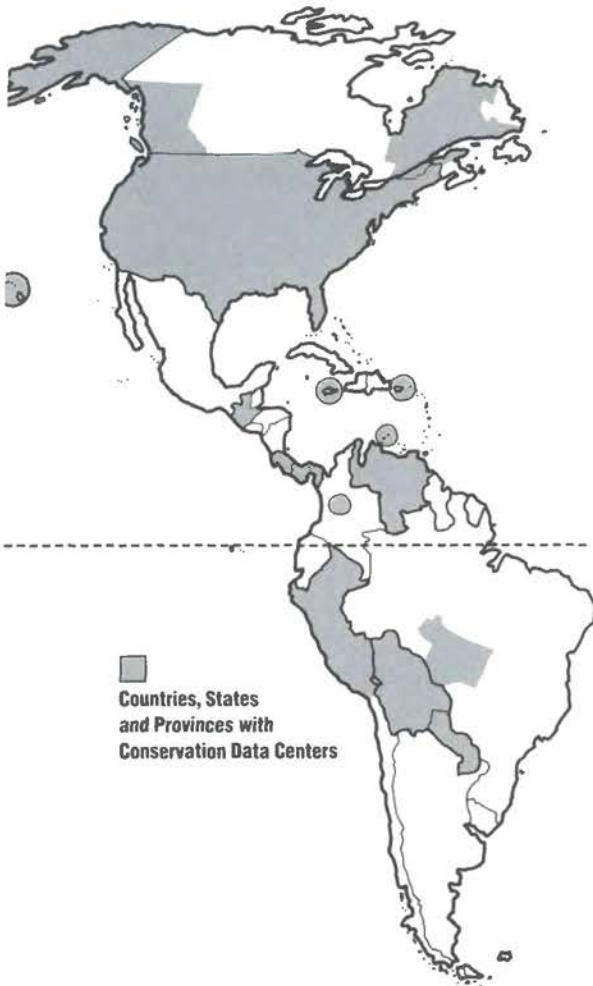 Countries, States
and Provinces with
Conservation Data Centers